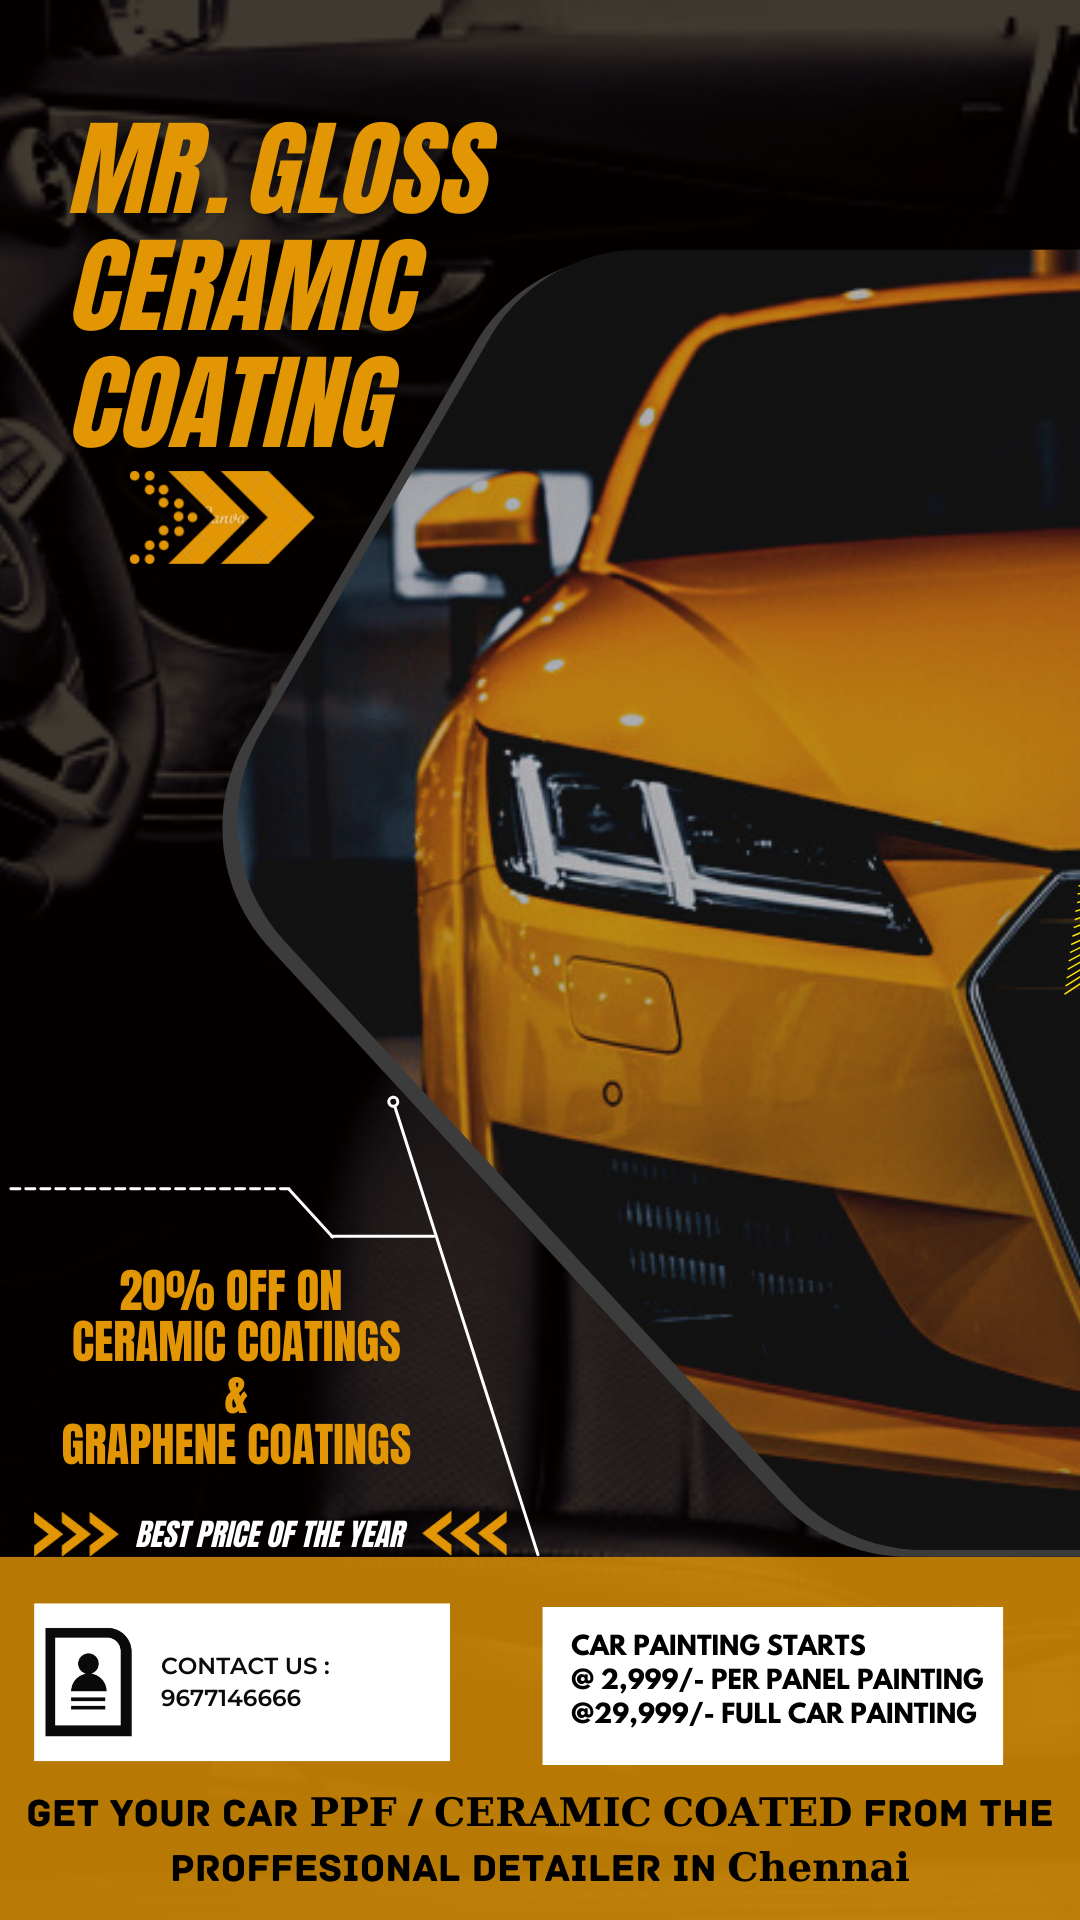 MR. GLOSS
CERAMIC
COATING
anva
20% OFF ON
CERAMIC COATINGS
&
GRAPHENE COATINGS
BEST PRICE OF THE YEAR
CONTACT US :
9677146666
CAR PAINTING STARTS
@ 2,999/- PER PANEL PAINTING
@29,999/- FULL CAR PAINTING
GET YOUR CAR PPF / CERAMIC COATED FROM THE
PROFFESIONAL DETAILER IN Chennai